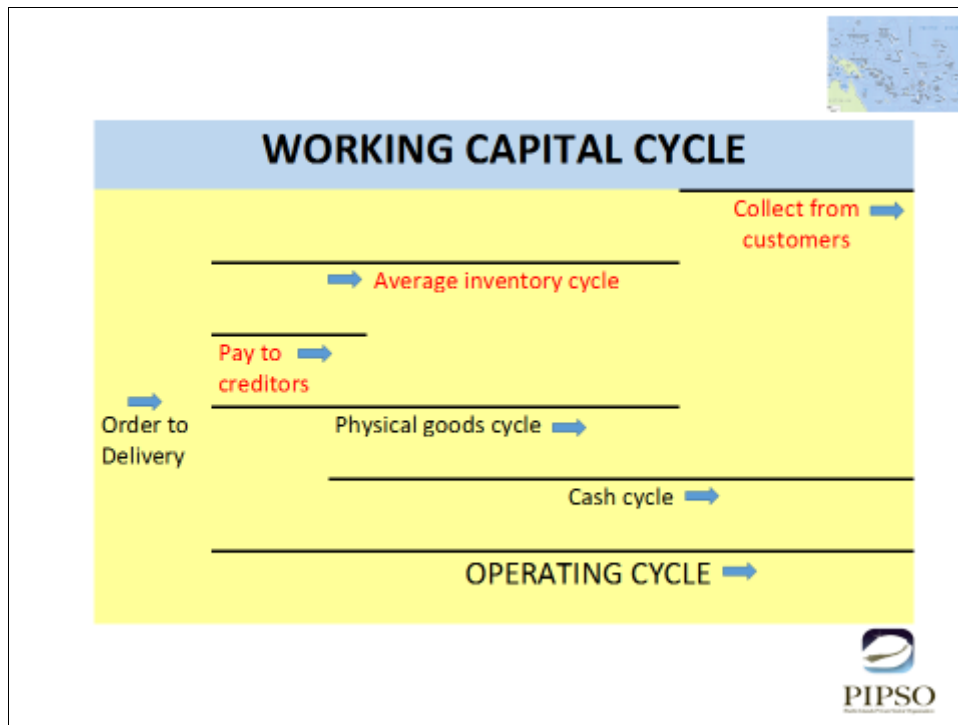 WORKING CAPITAL CYCLE
Collect from
customers
Average inventory cycle
Pay to
creditors
Order to
Delivery
Physical goods cycle
Cash cycle
OPERATING CYCLE
PIPSO